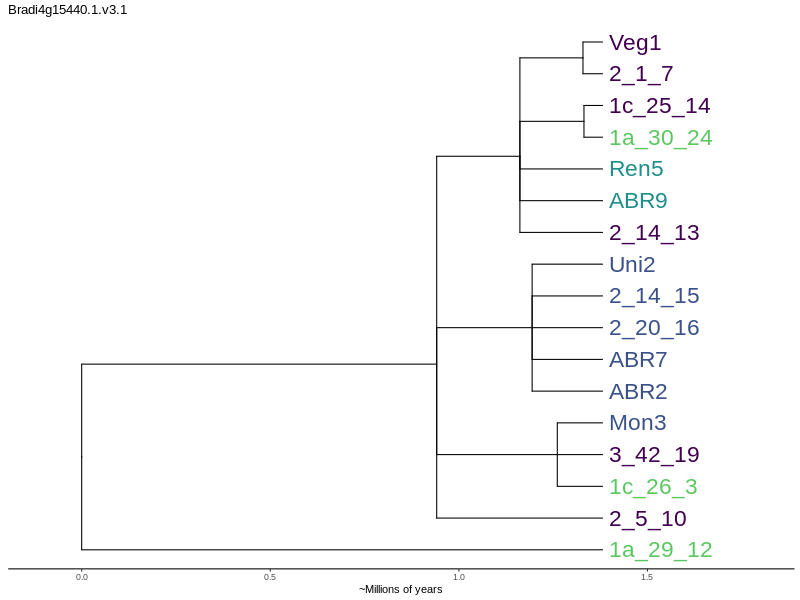 Bradi4g15440.1.v3.1
Veg1
2_1_7
1c_25_14
1a_30_24
Ren5
ABR9
2_14_13
Uni2
2_14_15
2_20_16
ABR7
ABR2
Mon3
3_42_19
1c_26_3
2_5_10
1a_29_12
0.0 0.5 1.0 1.5
~Millions of years